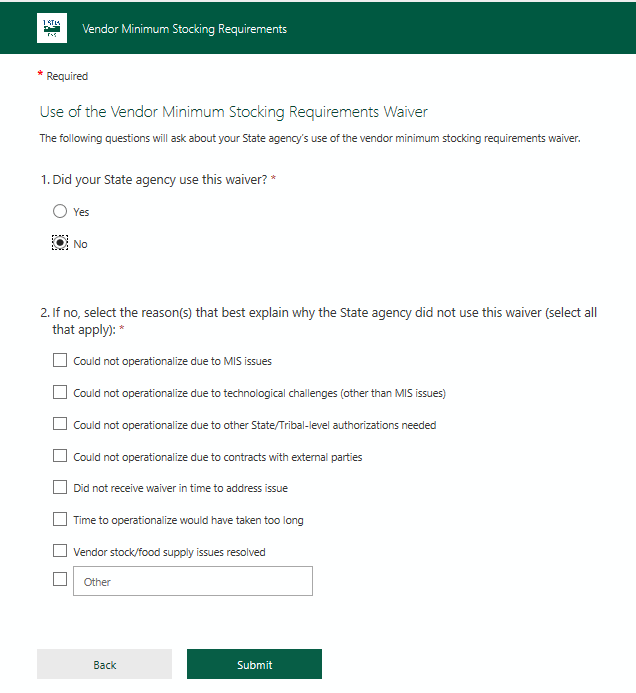 USDA
Vendor Minimum Stocking Requirements
* Required
Use of the Vendor Minimum Stocking Requirements Waiver
The following questions will ask about your State agency's use of the vendor minimum stocking requirements waiver.
1. Did your State agency use this waiver? *
Yes
No
2. If no, select the reason(s) that best explain why the State agency did not use this waiver (select all
that apply): *
Could not operationalize due to MIS issues
Could not operationalize due to technological challenges (other than MIS issues)
Could not operationalize due to other State/Tribal-level authorizations needed
Could not operationalize due to contracts with external parties
Did not receive waiver in time to address issue
Time to operationalize would have taken too long
Vendor stock/food supply issues resolved
Other
Back
Submit